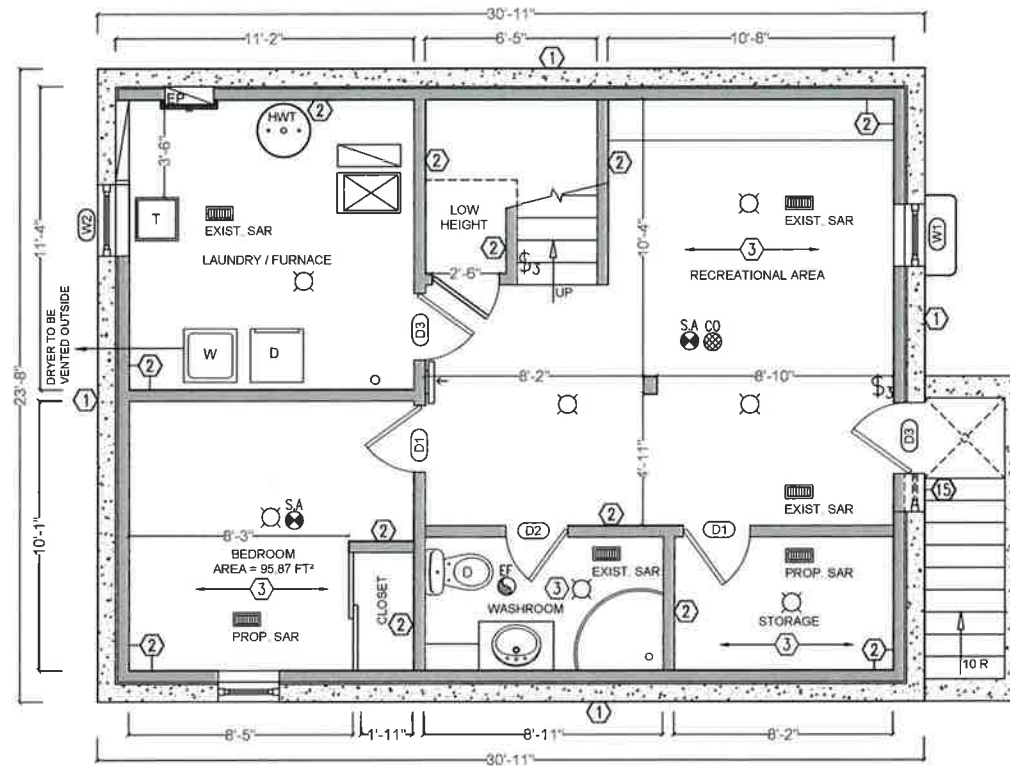 30'-11"
11'-2"
6'-5"
10'-8"
1
EP
HWT
2
2
2
2
3'-6"
T
W2
EXIST. SAR
LOW
HEIGHT
EXIST. SAR
W1
11'-4"
10'-4"
LAUNDRY / FURNACE
2
3
RECREATIONAL AREA
$3
2'-6"
UP
DRYER TO BE
VENTED OUTSIDE
W
D
D3
S.A
CO
1
2
23'-8"
8'-2"
8'-10"
$3
1
D1
D3
4'-11"
15
EXIST. SAR
S.A
10'-1"
8'-3"
BEDROOM
AREA = 95.87 FT²
3
2
D2
2
D1
D
EF
EXIST. SAR
PROP. SAR
3
CLOSET
WASHROOM
2
2
STORAGE
PROP. SAR
3
2
2
10 R
1
8'-5"
1'-11"
8'-11"
8'-2"
30'-11"